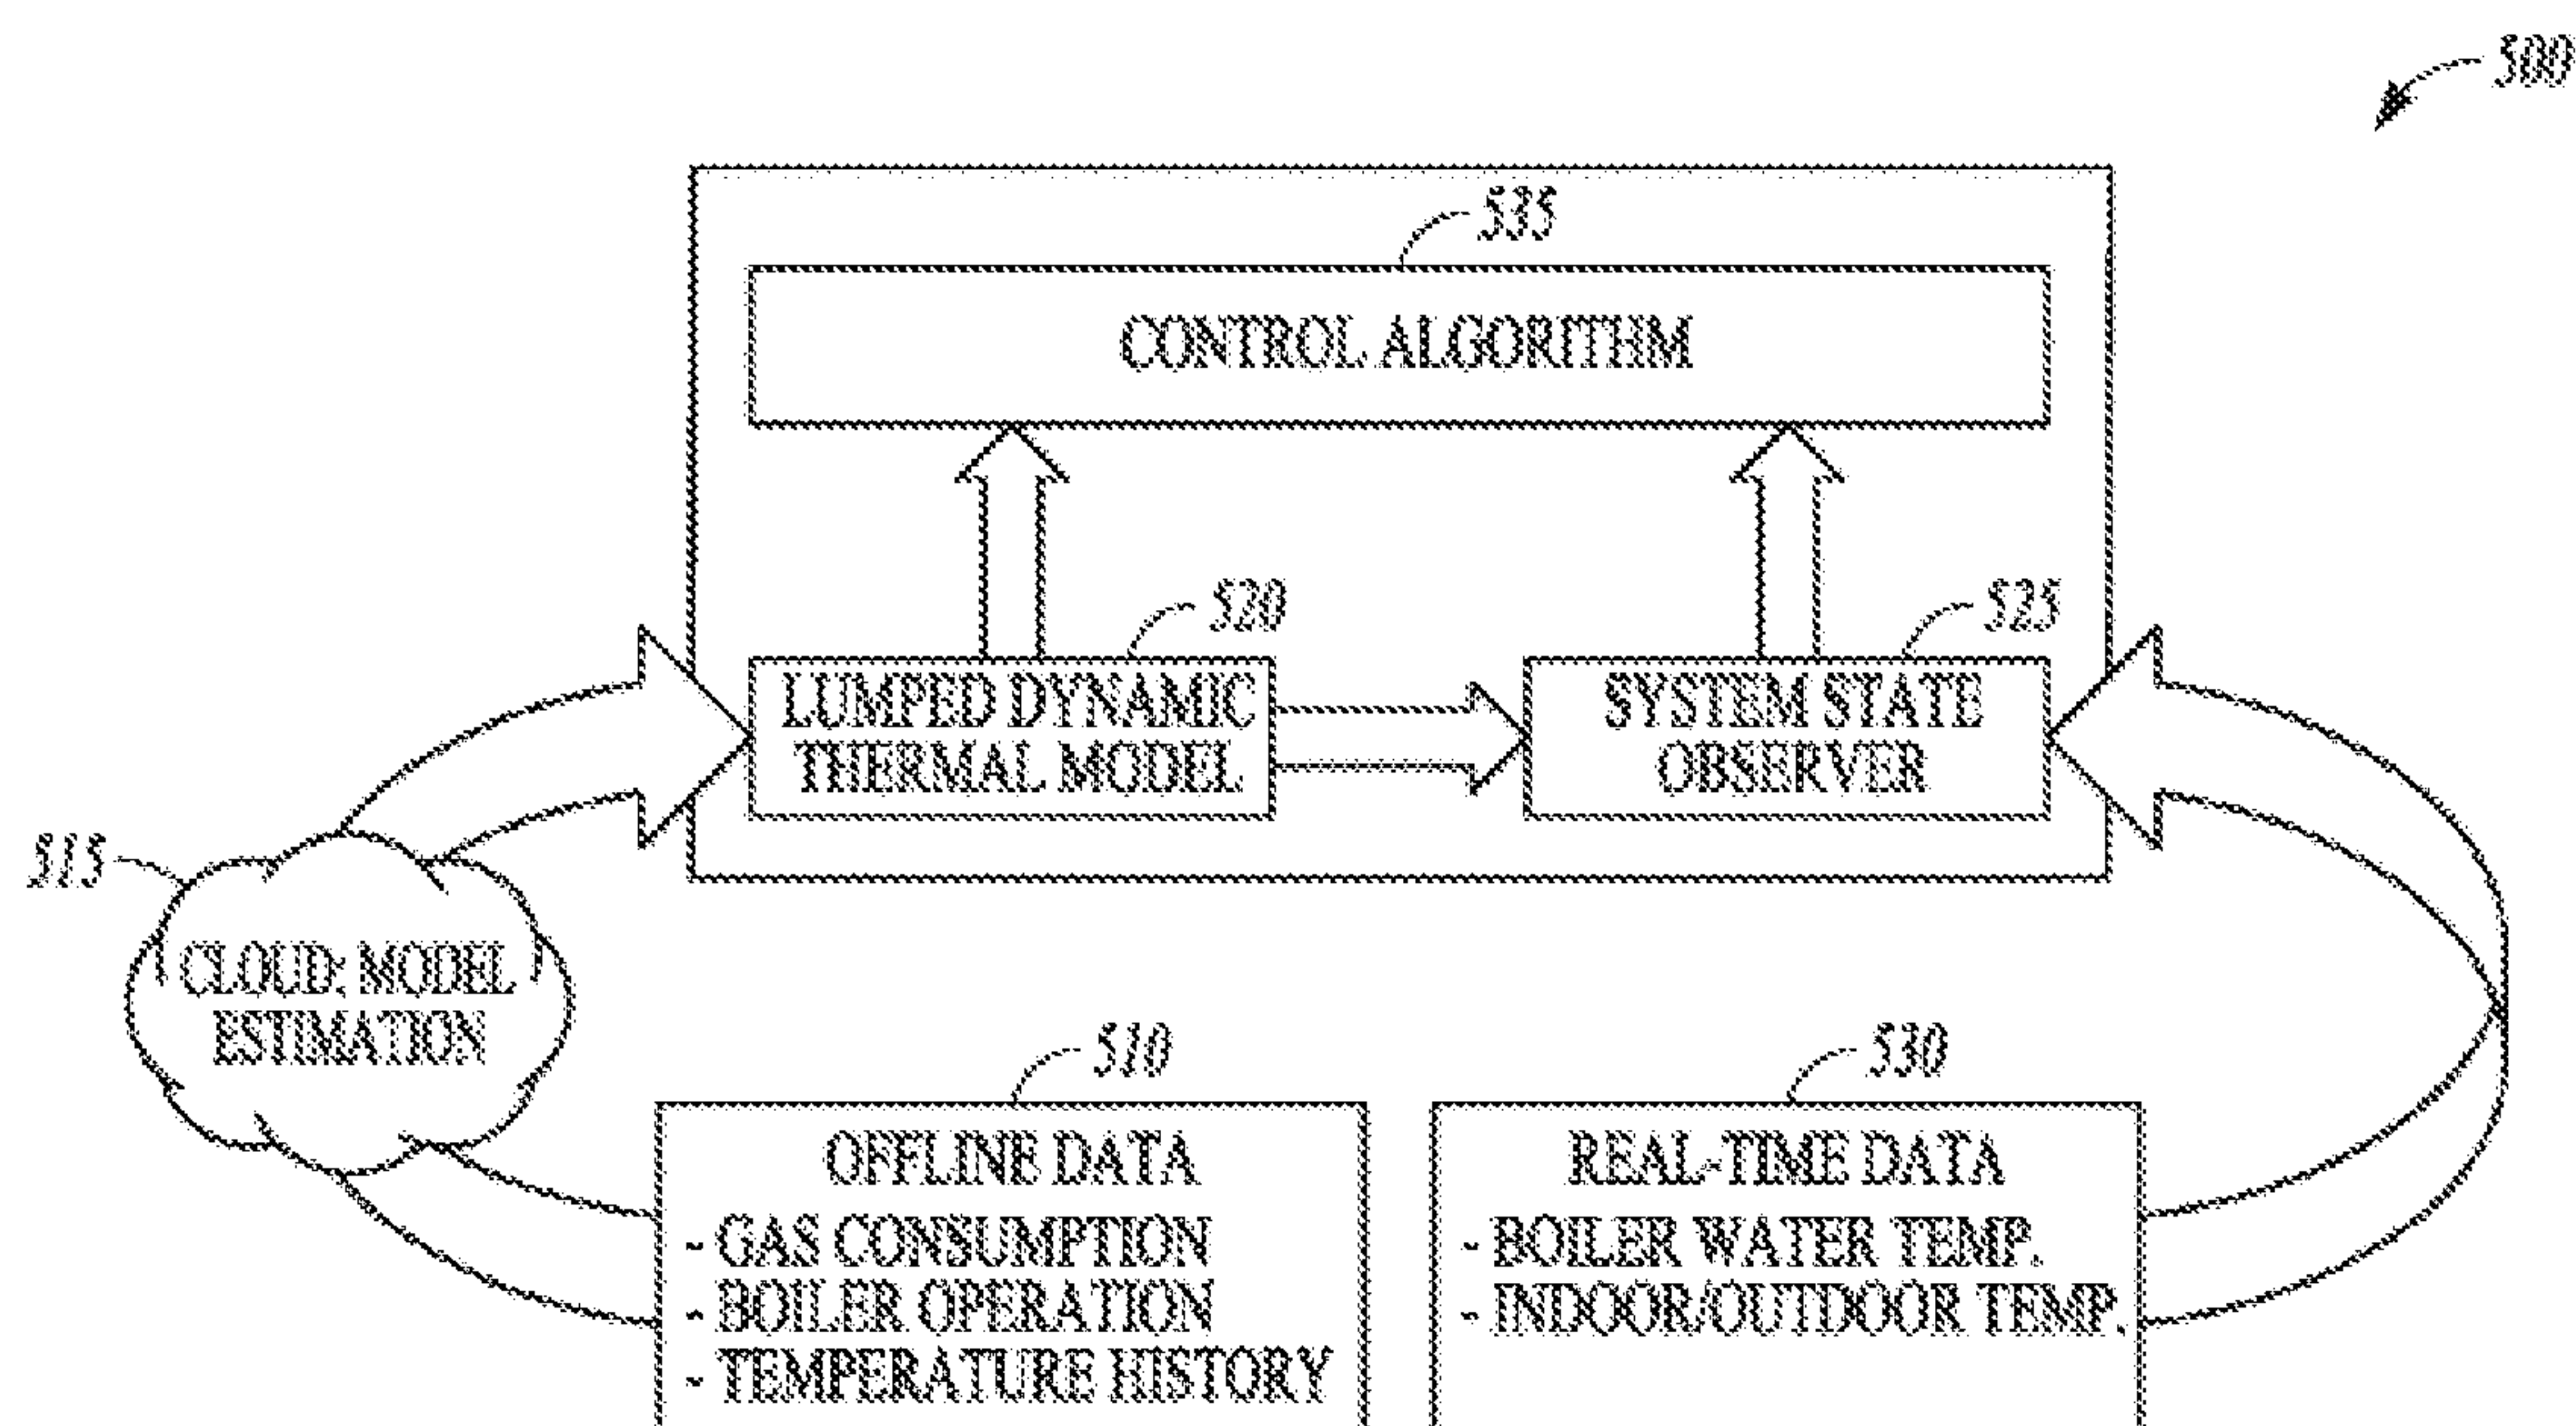 500
535
CONTROL ALGORITHM
520
525
LUMPED DYNAMIC
THERMAL MODEL
SYSTEM STATE
OBSERVER
515
CLOUD: MODEL
ESTIMATION
510
530
OFFLINE DATA
- GAS CONSUMPTION
- BOILER OPERATION
- TEMPERATURE HISTORY
REAL-TIME DATA
- BOILER WATER TEMP.
- INDOOR/OUTDOOR TEMP.